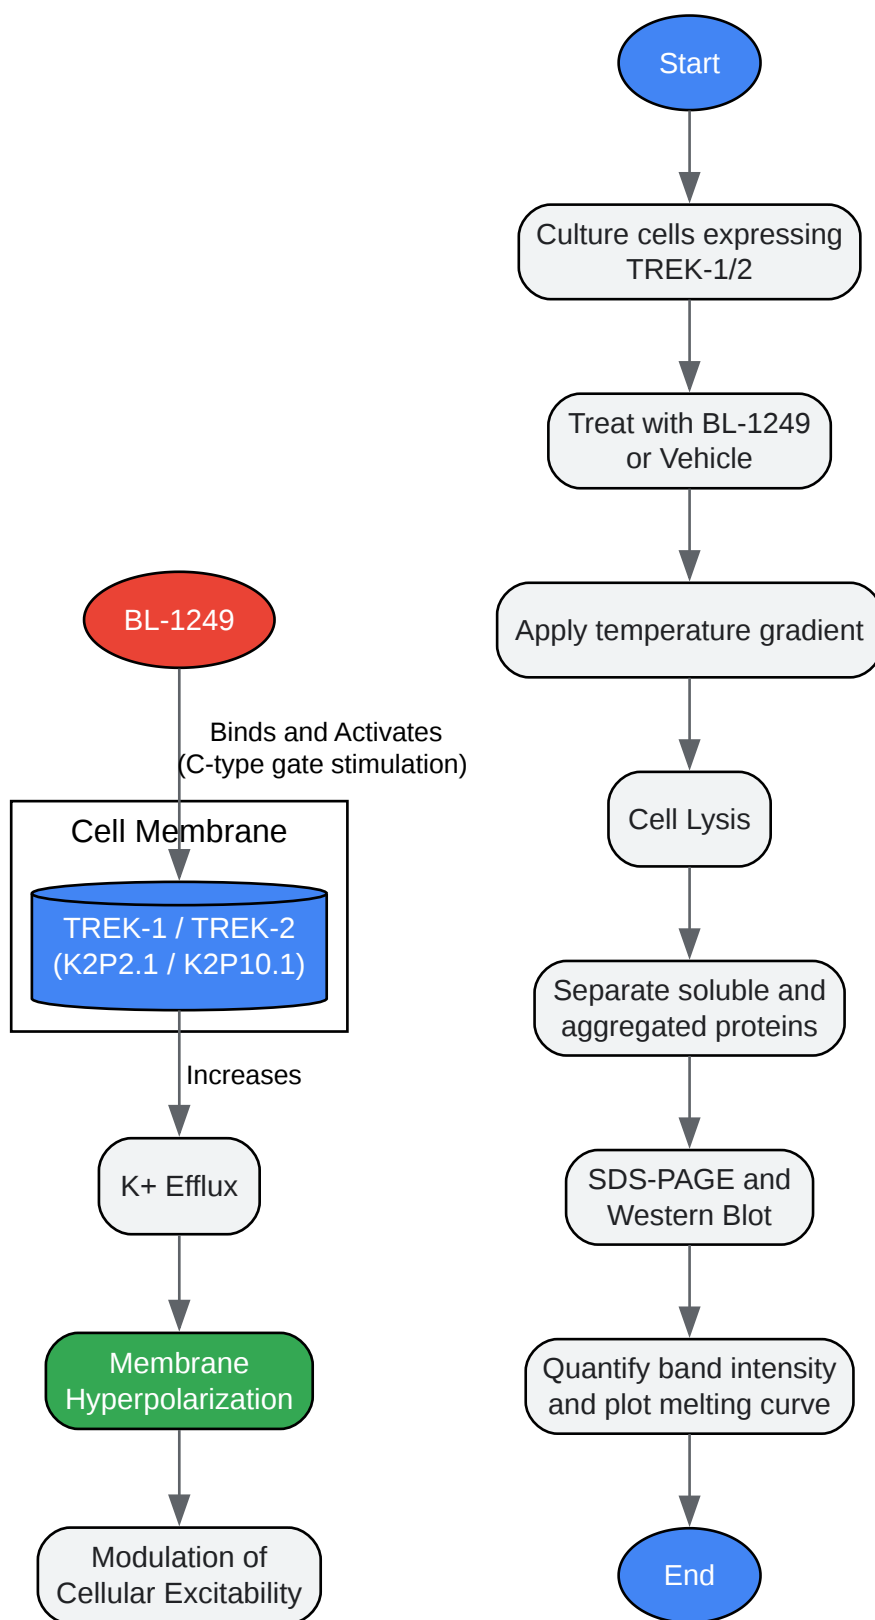 BL-1249
Binds and Activates
(C-type gate stimulation)
Cell Membrane
TREK-1 / TREK-2
(K2P2.1 / K2P10.1)
Increases
K+ Efflux
Membrane
Hyperpolarization
Modulation of
Cellular Excitability
Start
Culture cells expressing
TREK-1/2
Treat with BL-1249
or Vehicle
Apply temperature gradient
Cell Lysis
Separate soluble and
aggregated proteins
SDS-PAGE and
Western Blot
Quantify band intensity
and plot melting curve
End